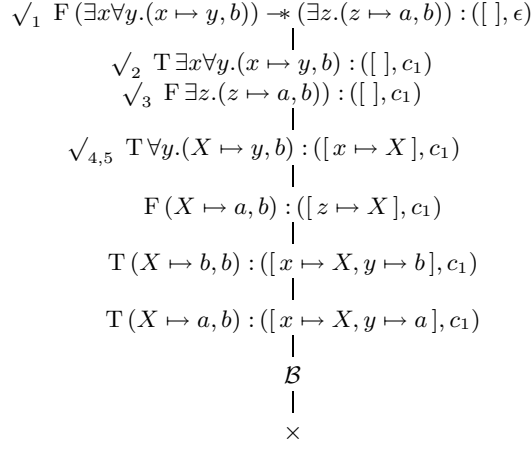 √₁ F (∃x∀y.(x ↦ y, b)) −∗ (∃z.(z ↦ a, b)) : ([ ], ϵ)
√₂ T ∃x∀y.(x ↦ y, b) : ([ ], c₁)
√₃ F ∃z.(z ↦ a, b)) : ([ ], c₁)
√₄,₅ T ∀y.(X ↦ y, b) : ([ x ↦ X ], c₁)
F (X ↦ a, b) : ([ z ↦ X ], c₁)
T (X ↦ b, b) : ([ x ↦ X, y ↦ b ], c₁)
T (X ↦ a, b) : ([ x ↦ X, y ↦ a ], c₁)
ℬ
×